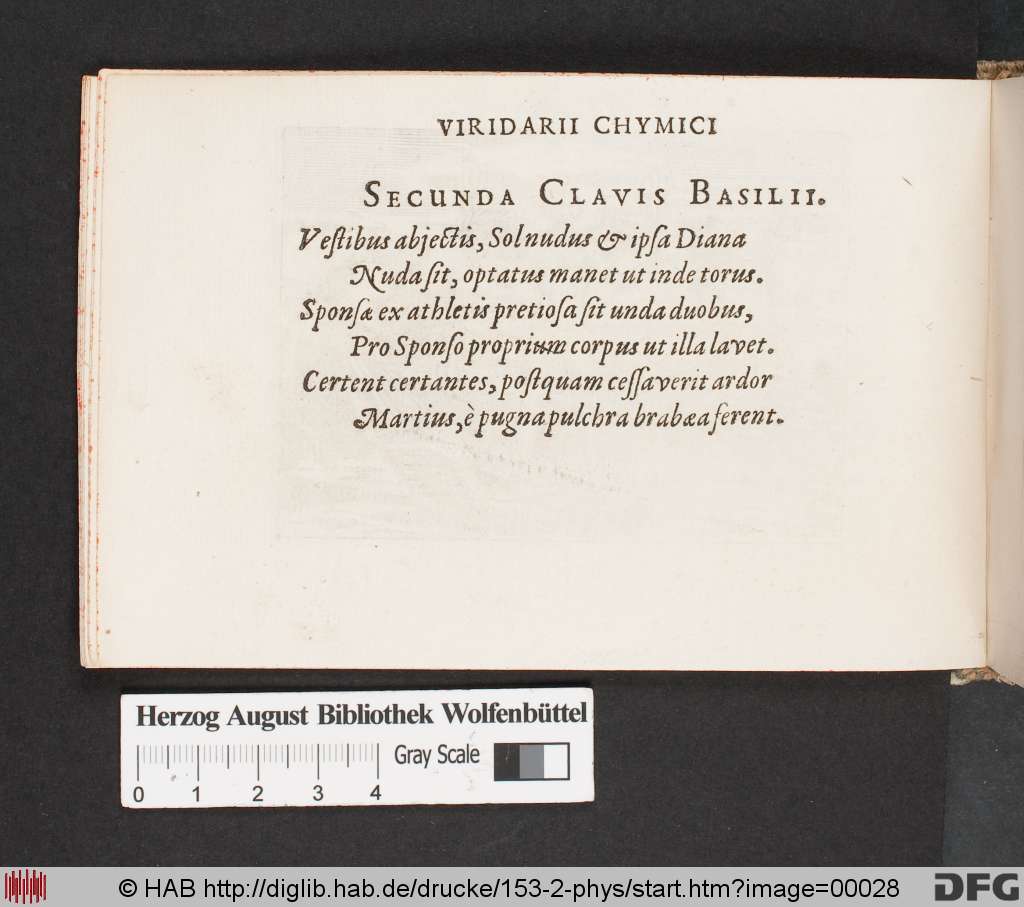 VIRIDARII CHYMICI
SECUNDA CLAVIS BASILII.
Veſtibus abjectis, Sol nudus & ipſa Diana
Nuda ſit, optatus manet ut inde torus.
Sponſæ ex athletis pretioſa ſit unda duobus,
Pro Sponſo proprium corpus ut illa lavet.
Certent certantes, poſtquam ceſſaverit ardor
Martius, è pugna pulchra brabæa ferent.
Herzog August Bibliothek Wolfenbüttel
Gray Scale
0 1 2 3 4
© HAB http://diglib.hab.de/drucke/153-2-phys/start.htm?image=00028
DFG